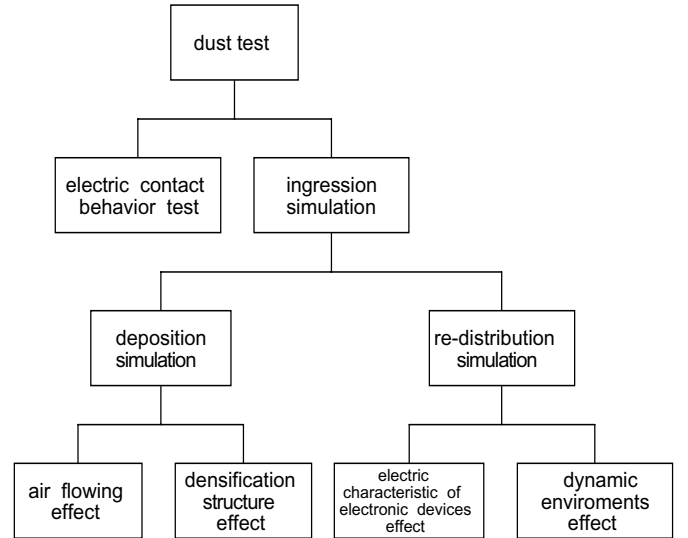 dust test
electric contact
behavior test
ingression
simulation
deposition
simulation
re-distribution
simulation
air flowing
effect
densification
structure
effect
electric
characteristic of
electronic devices
effect
dynamic
enviroments
effect